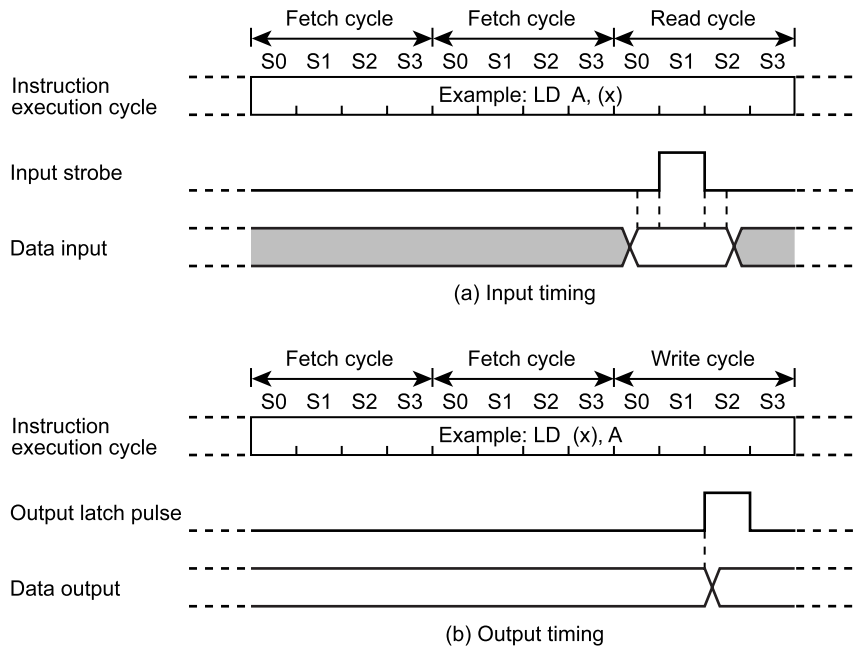 Fetch cycle Fetch cycle Read cycle
S0 S1 S2 S3 S0 S1 S2 S3 S0 S1 S2 S3
Instruction
execution cycle
Example: LD A, (x)
Input strobe
Data input
(a) Input timing
Fetch cycle Fetch cycle Write cycle
S0 S1 S2 S3 S0 S1 S2 S3 S0 S1 S2 S3
Instruction
execution cycle
Example: LD (x), A
Output latch pulse
Data output
(b) Output timing